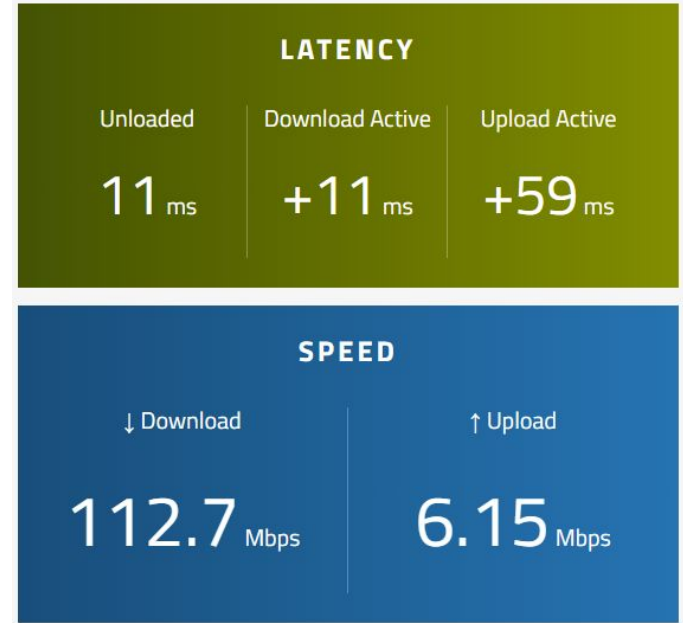 LATENCY
Unloaded Download Active Upload Active
11 ms +11 ms +59 ms
SPEED
↓ Download ↑ Upload
112.7 Mbps 6.15 Mbps